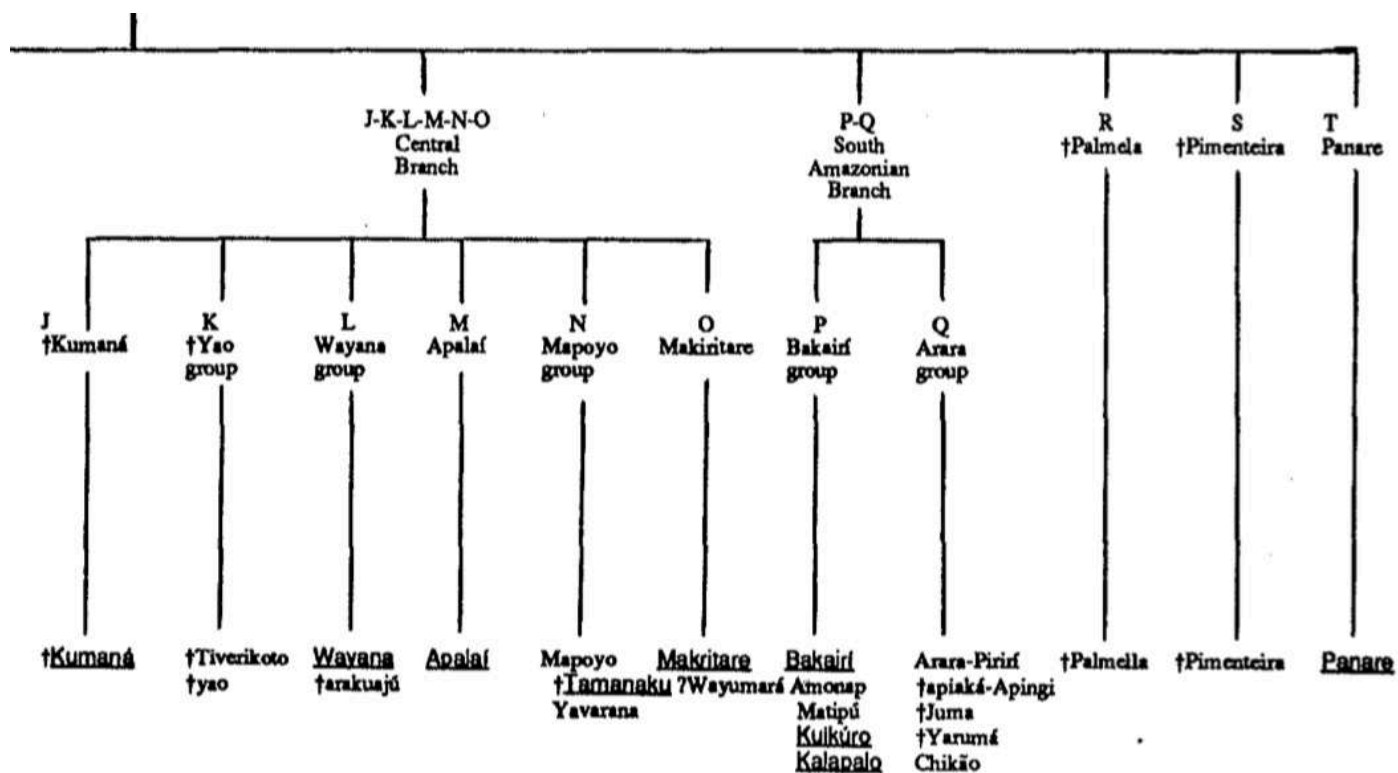 J-K-L-M-N-O
Central
Branch
P-Q
South
Amazonian
Branch
R
†Palmela
S
†Pimenteira
T
Panare
J
†Kumaná
K
†Yao
group
L
Wayana
group
M
Apalaí
N
Mapoyo
group
O
Makiritare
P
Bakairí
group
Q
Arara
group
†Kumaná
†Tiverikoto
†yao
Wayana
†arakuajú
Apalaí
Mapoyo
†Tamanaku
Yavarana
Makritare
?Wayumará
Bakairí
Amonap
Matipú
Kuikúro
Kalapalo
Arara-Pirirí
†apiaká-Apingi
†Juma
†Yarumá
Chikão
†Palmella
†Pimenteira
Panare